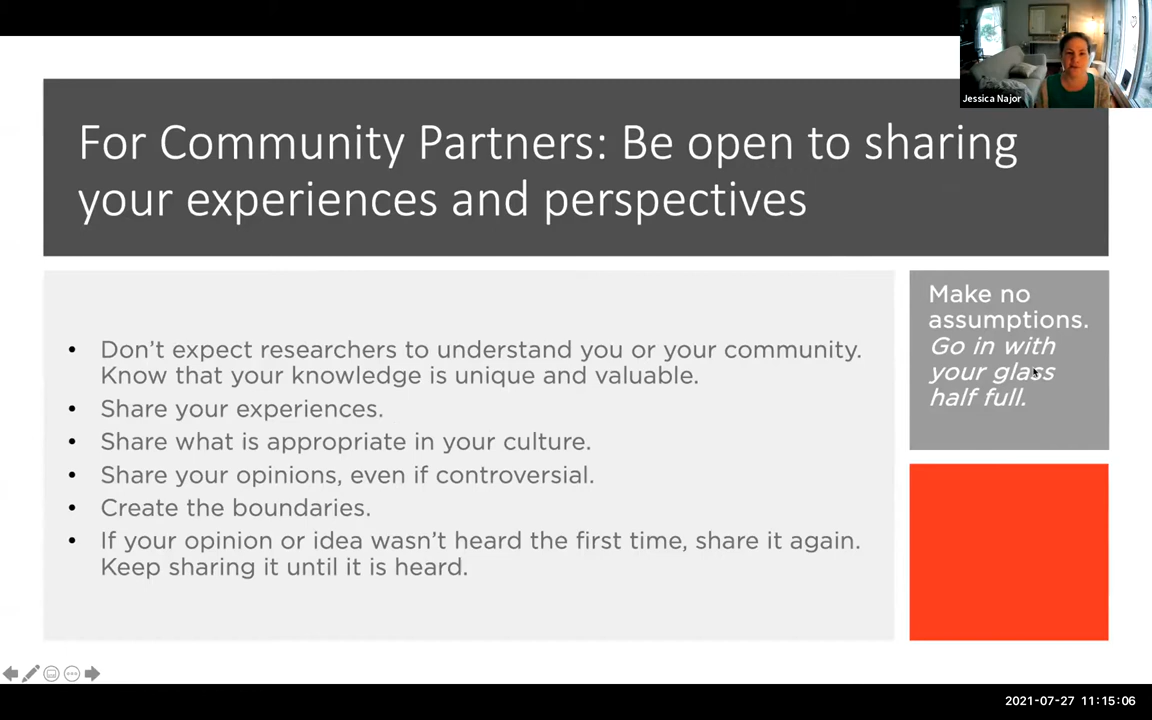 Jessica Najor
For Community Partners: Be open to sharing
your experiences and perspectives
Don't expect researchers to understand you or your community.
Know that your knowledge is unique and valuable.
Share your experiences.
Share what is appropriate in your culture.
Share your opinions, even if controversial.
Create the boundaries.
If your opinion or idea wasn't heard the first time, share it again.
Keep sharing it until it is heard.
Make no
assumptions.
Go in with
your glass
half full.
2021-07-27 11:15:06